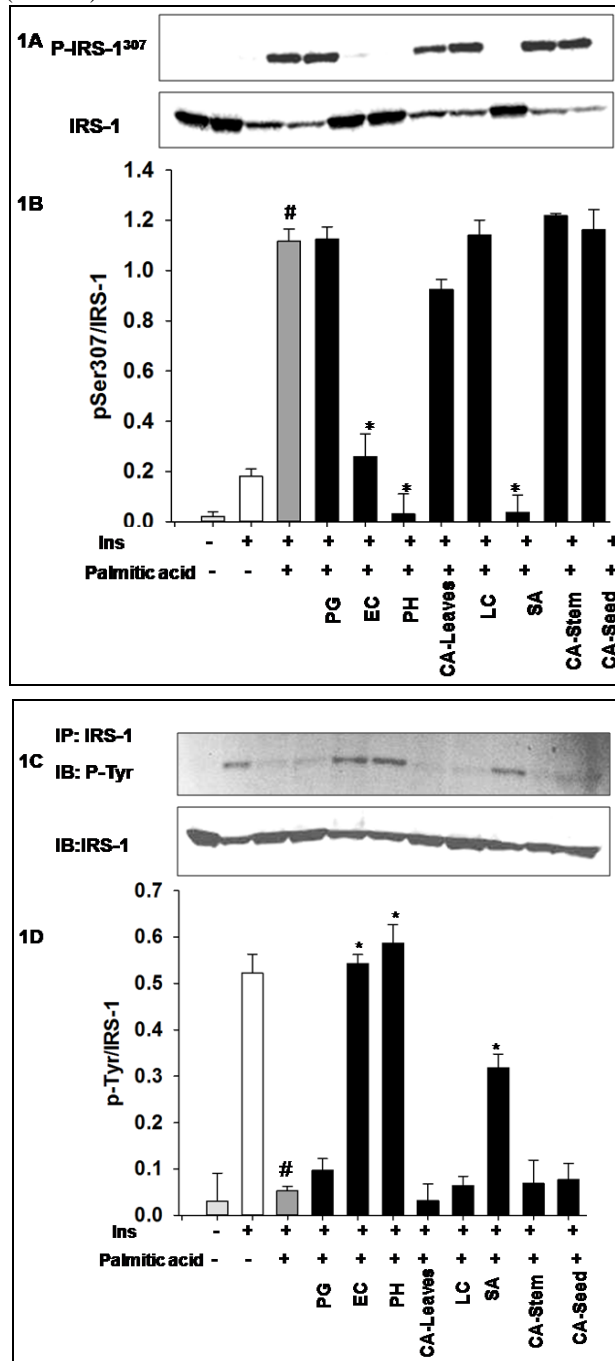 1A P-IRS-1³⁰⁷
IRS-1
1B
pSer307/IRS-1
1.4
1.2
1.0
0.8
0.6
0.4
0.2
0.0
#
*
*
*
Ins - + + + + + + + + + +
Palmitic acid - - + + + + + + + + +
PG
EC
PH
CA-Leaves
LC
SA
CA-Stem
CA-Seed
1C
IP: IRS-1
IB: P-Tyr
IB:IRS-1
1D
p-Tyr/IRS-1
0.7
0.6
0.5
0.4
0.3
0.2
0.1
0.0
#
*
*
*
Ins - + + + + + + + + + +
Palmitic acid - - + + + + + + + + +
PG
EC
PH
CA-Leaves
LC
SA
CA-Stem
CA-Seed